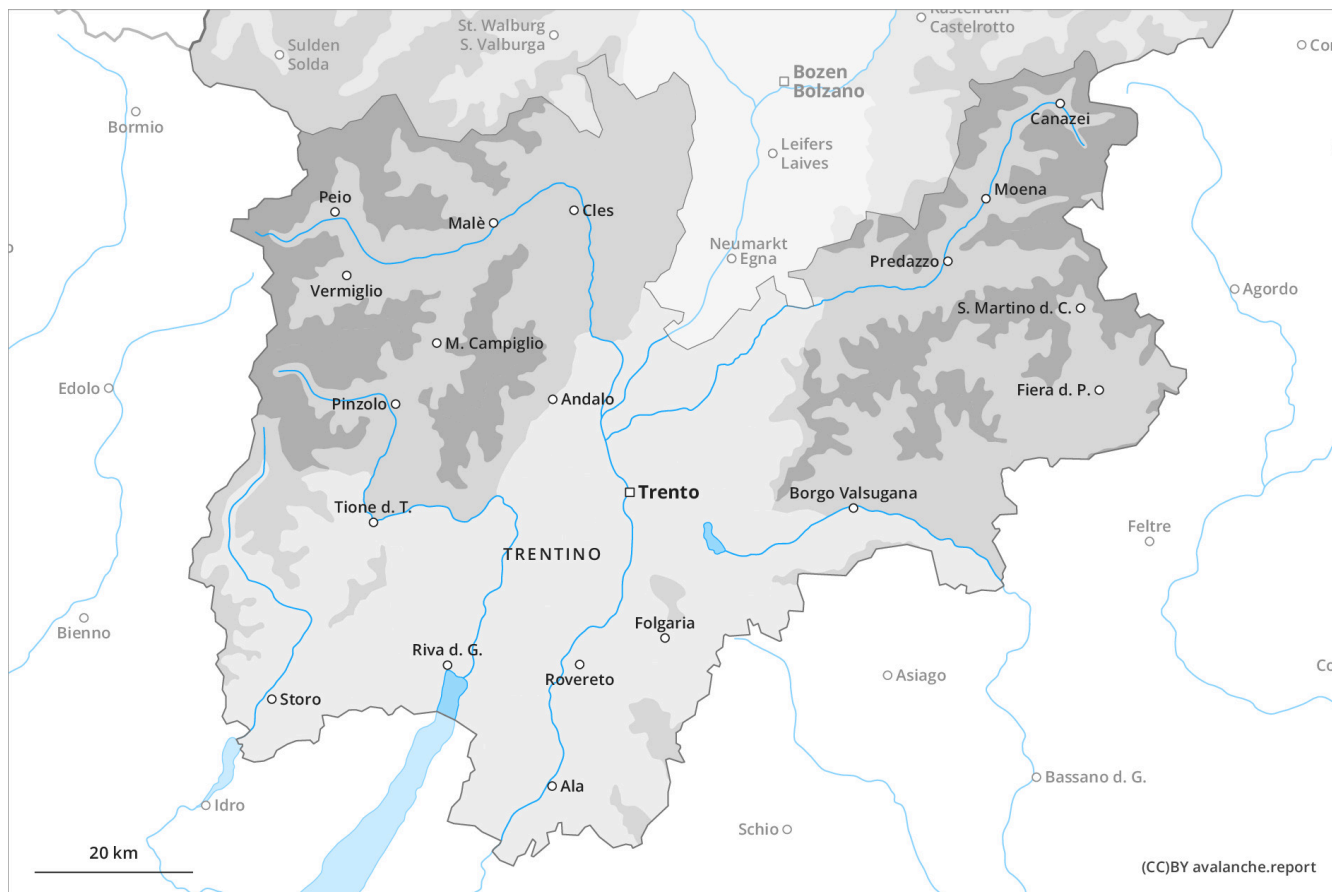 Kastelruth
Castelrotto
St. Walburg
S. Valburga
Sulden
Solda
Bozen
Bolzano
Bormio
Canazei
Leifers
Laives
Peio
Moena
Malè
Cles
Neumarkt
Egna
Predazzo
Vermiglio
Agordo
S. Martino d. C.
M. Campiglio
Edolo
Fiera d. P.
Pinzolo
Andalo
Trento
Borgo Valsugana
Tione d. T.
Feltre
TRENTINO
Bienno
Folgaria
Riva d. G.
Asiago
Rovereto
Storo
Ala
Bassano d. G.
Idro
Schio
20 km
(CC)BY avalanche.report